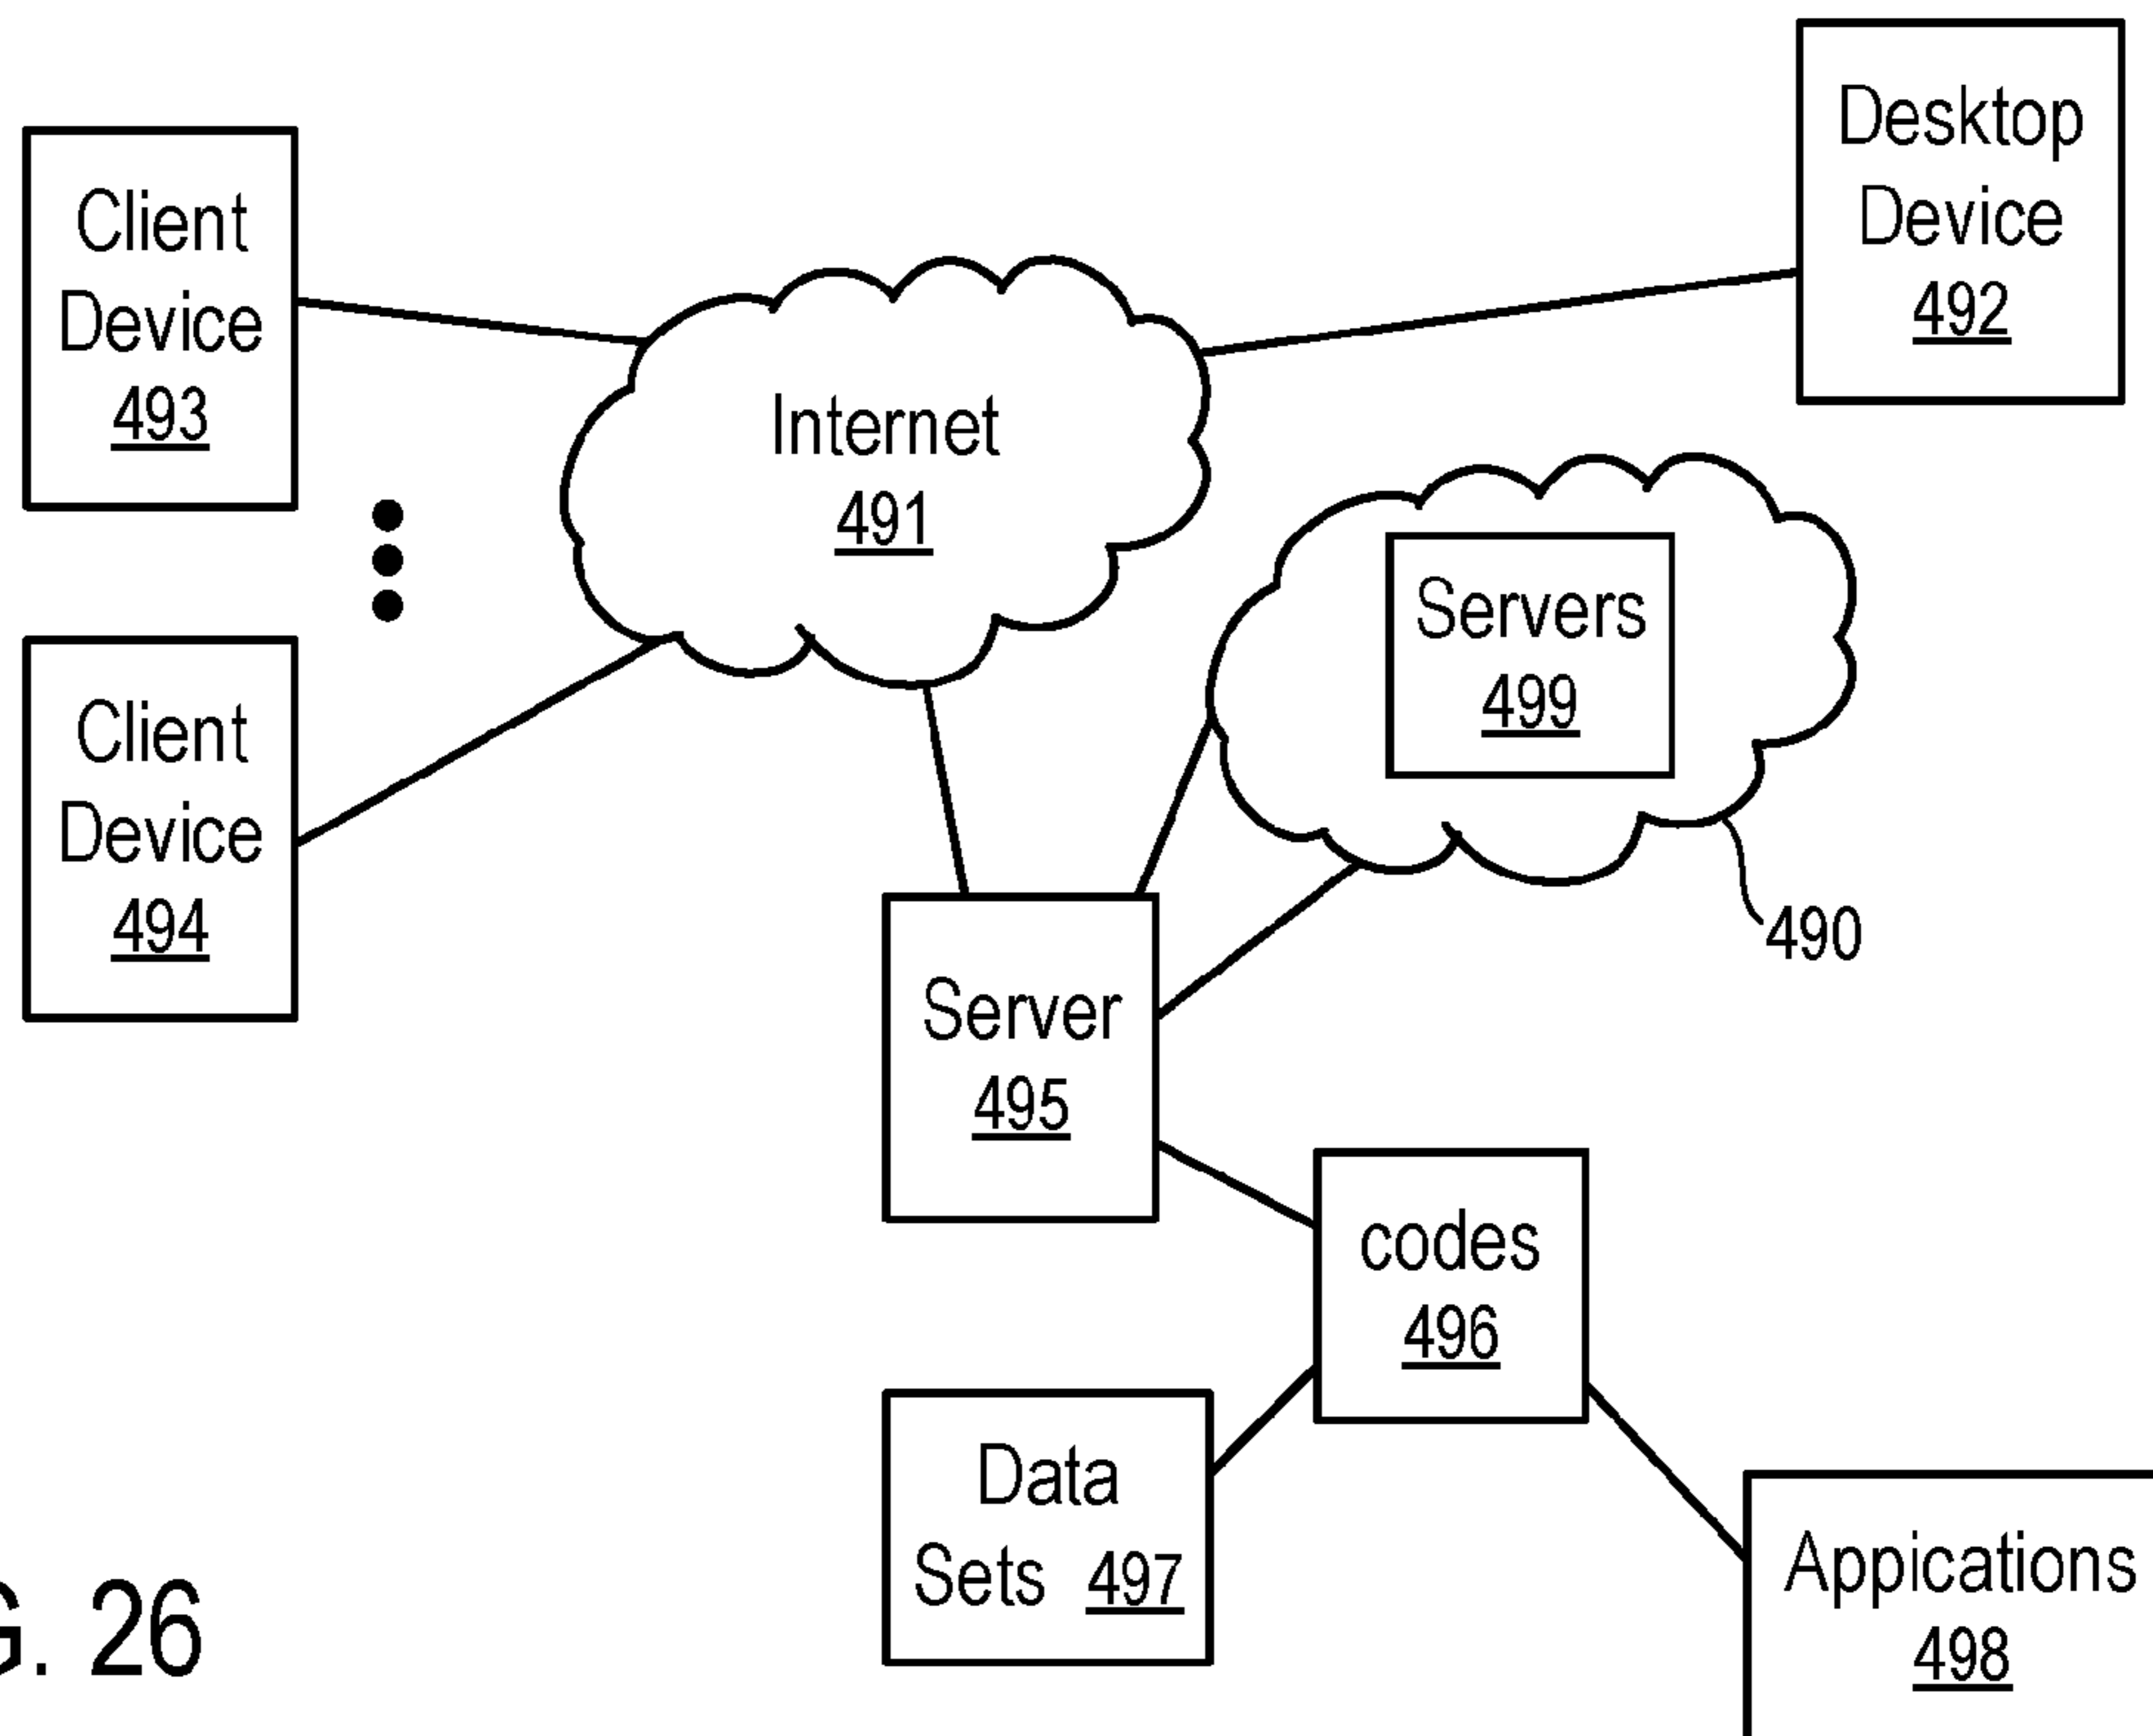 Desktop
Device
492
Client
Device
493
Internet
491
Servers
499
Client
Device
494
490
Server
495
codes
496
Data
Sets 497
Appications
498
G. 26